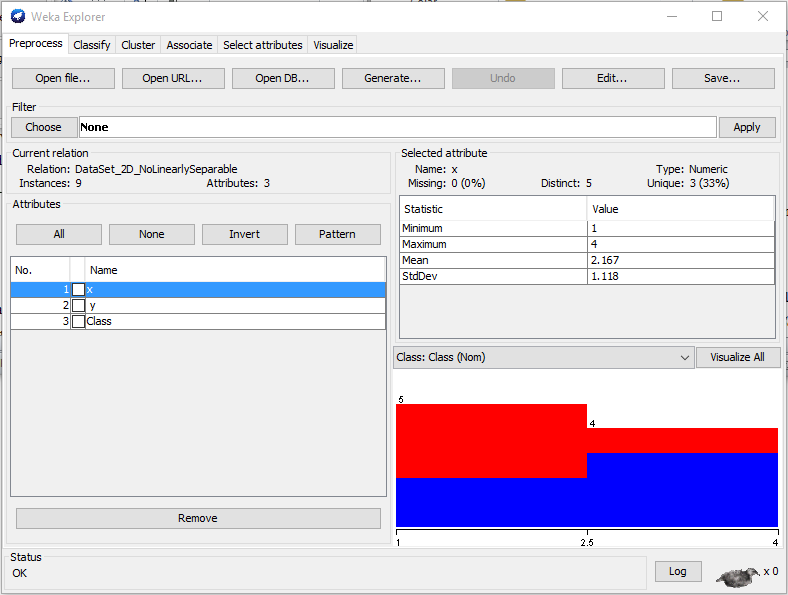 Weka Explorer
Preprocess Classify Cluster Associate Select attributes Visualize
Open file... Open URL... Open DB... Generate... Undo Edit... Save...
Filter
Choose None Apply
Current relation
Relation: DataSet_2D_NoLinearlySeparable
Instances: 9 Attributes: 3
Attributes
All None Invert Pattern
No. Name
1 x
2 y
3 Class
Remove
Selected attribute
Name: x Type: Numeric
Missing: 0 (0%) Distinct: 5 Unique: 3 (33%)
Statistic Value
Minimum 1
Maximum 4
Mean 2.167
StdDev 1.118
Class: Class (Nom) Visualize All
5
4
1 2.5 4
Status
OK
Log x 0